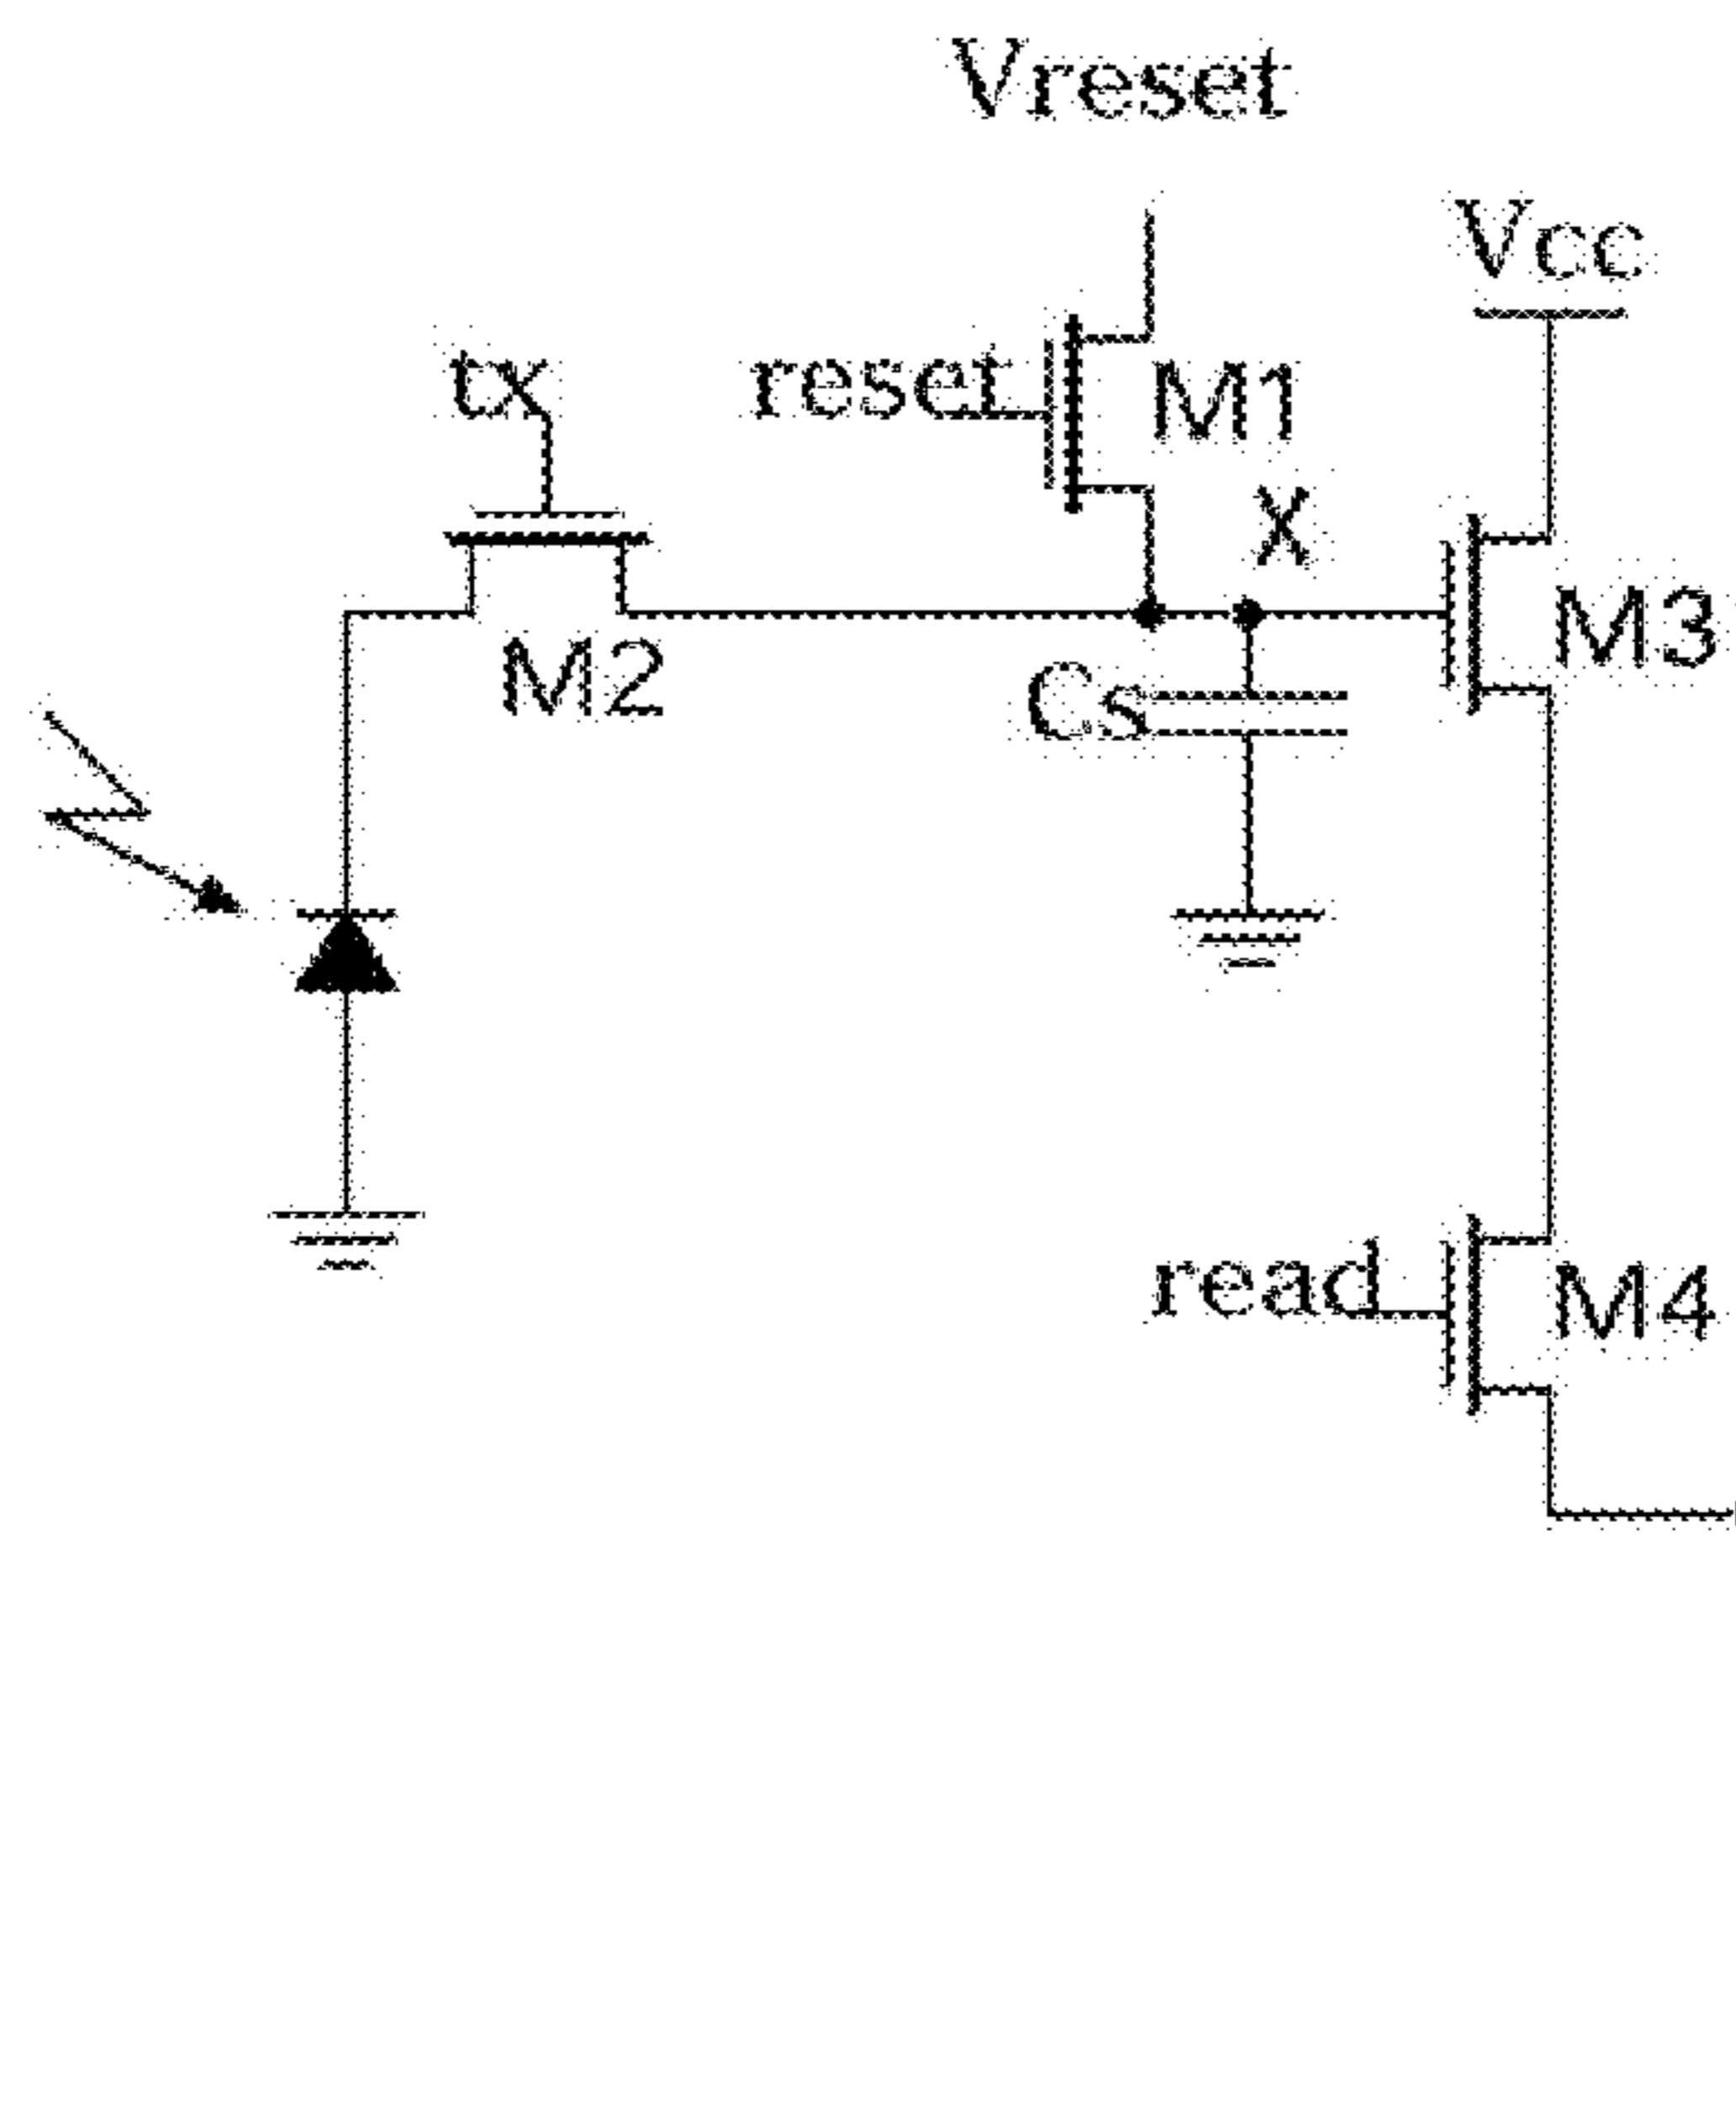 Vreset
Vcc
tx
reset
M1
X
M3
M2
Cs
read
M4